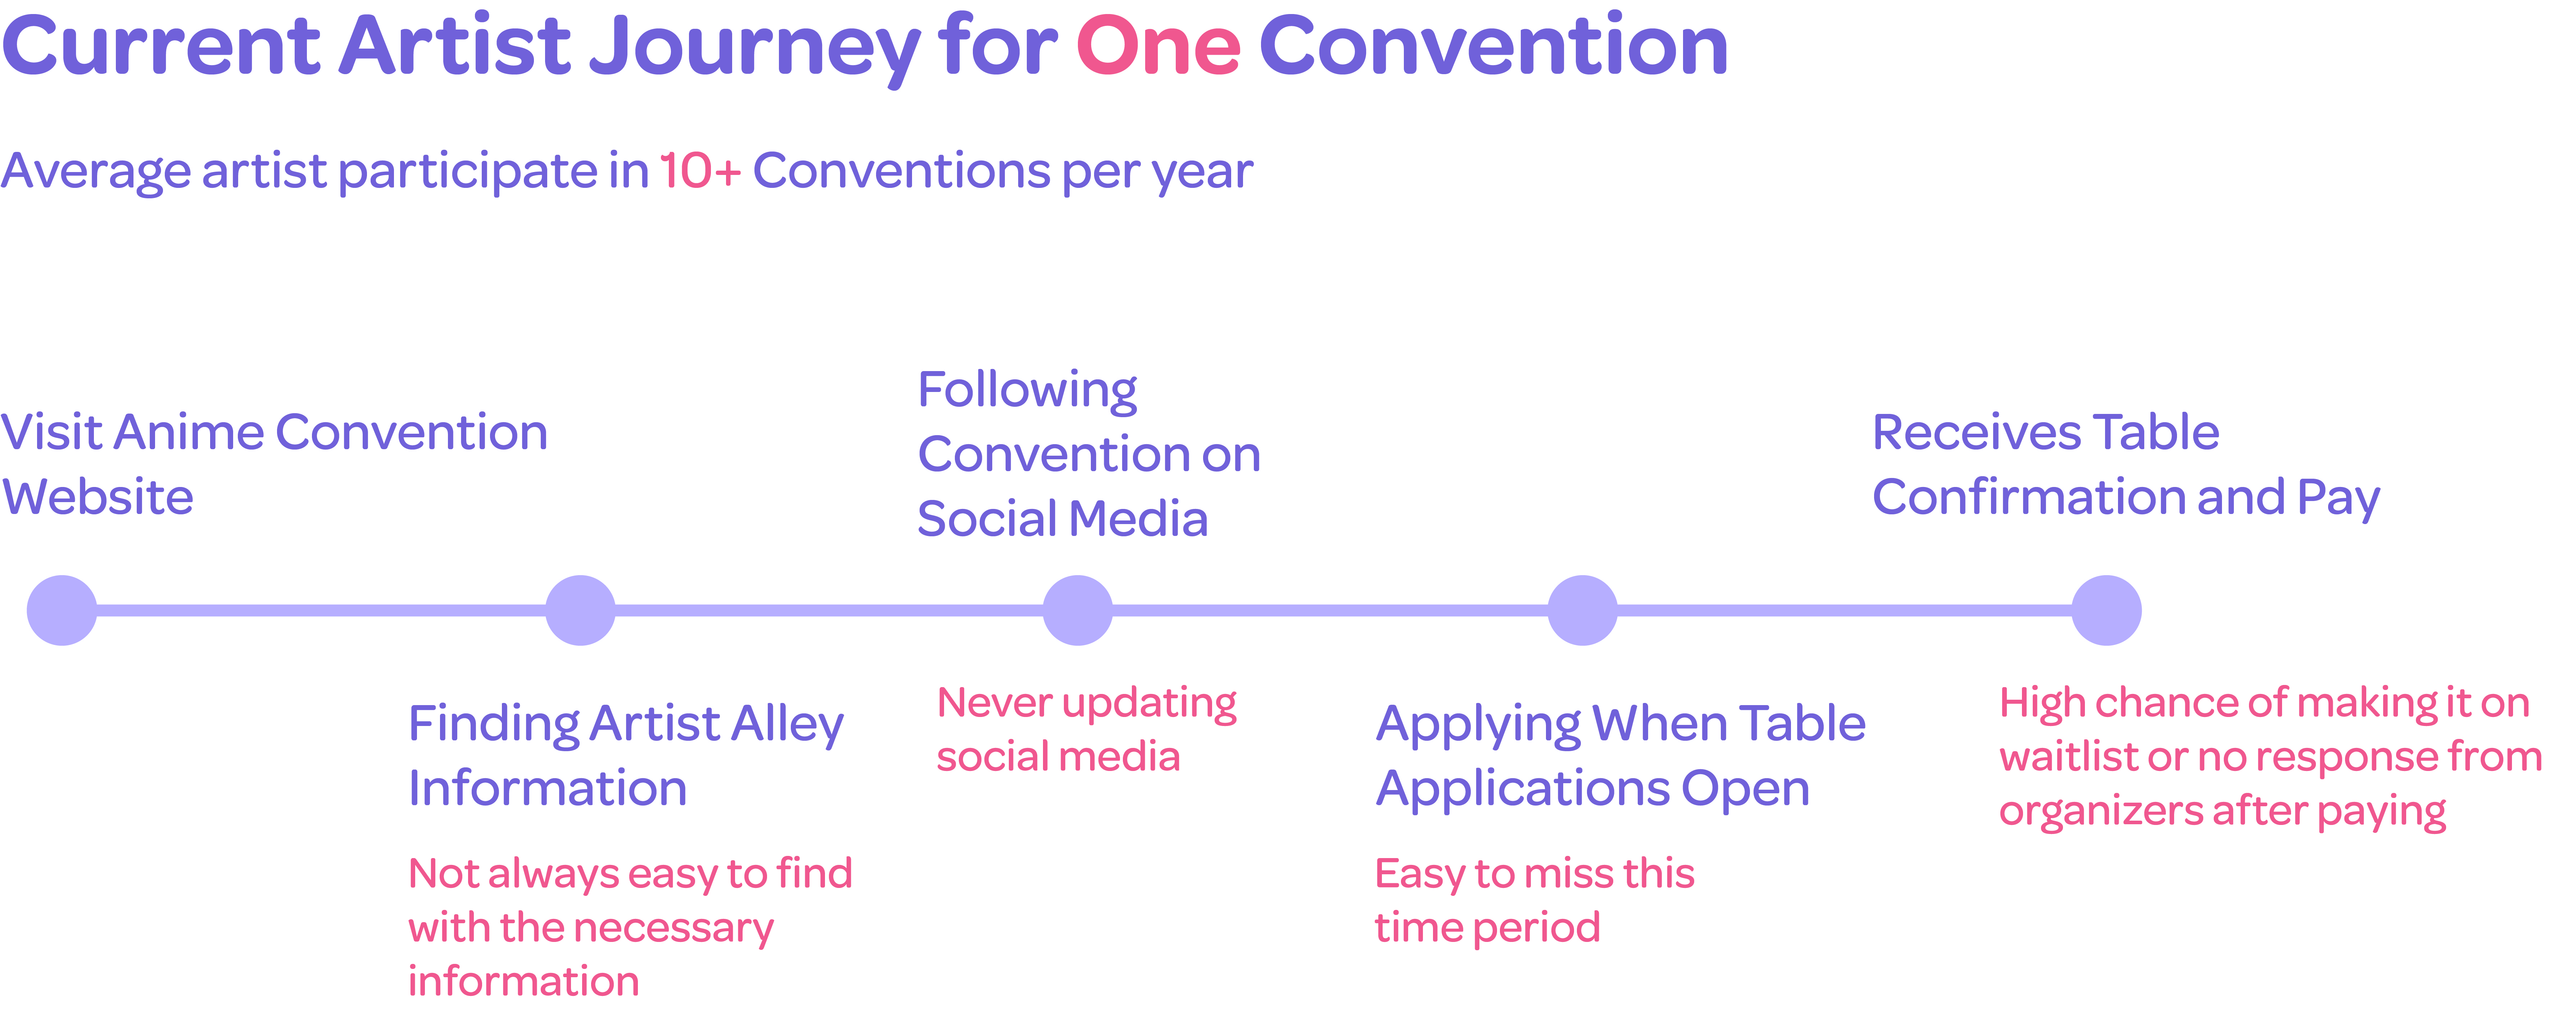 Current Artist Journey for One Convention
Average artist participate in 10+ Conventions per year
Visit Anime Convention
Website
Finding Artist Alley
Information
Not always easy to find
with the necessary
information
Following
Convention on
Social Media
Never updating
social media
Applying When Table
Applications Open
Easy to miss this
time period
Receives Table
Confirmation and Pay
High chance of making it on
waitlist or no response from
organizers after paying